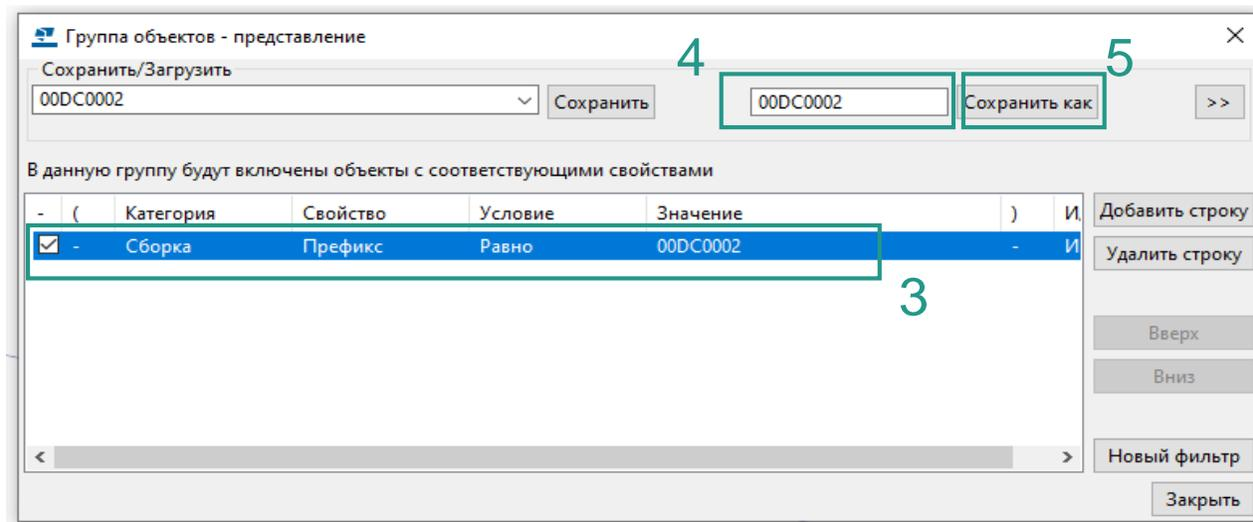 Группа объектов - представление
Сохранить/Загрузить
4
5
00DC0002 Сохранить 00DC0002 Сохранить как >>
В данную группу будут включены объекты с соответствующими свойствами
- ( Категория Свойство Условие Значение ) И Добавить строку
- Сборка Префикс Равно 00DC0002 - И Удалить строку
3
Вверх
Вниз
Новый фильтр
Закрыть